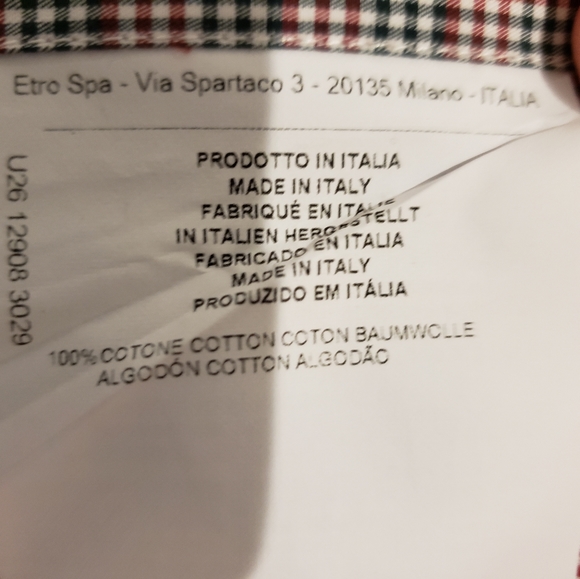 Etro Spa - Via Spartaco 3 - 20135 Milano - ITALIA
PRODOTTO IN ITALIA
MADE IN ITALY
FABRIQUÉ EN ITALIE
IN ITALIEN HERGESTELLT
FABRICADO EN ITALIA
MADE IN ITALY
PRODUZIDO EM ITÁLIA
100% COTONE COTTON COTON BAUMWOLLE
ALGODÓN COTTON ALGODÃO
U26 12908 3029